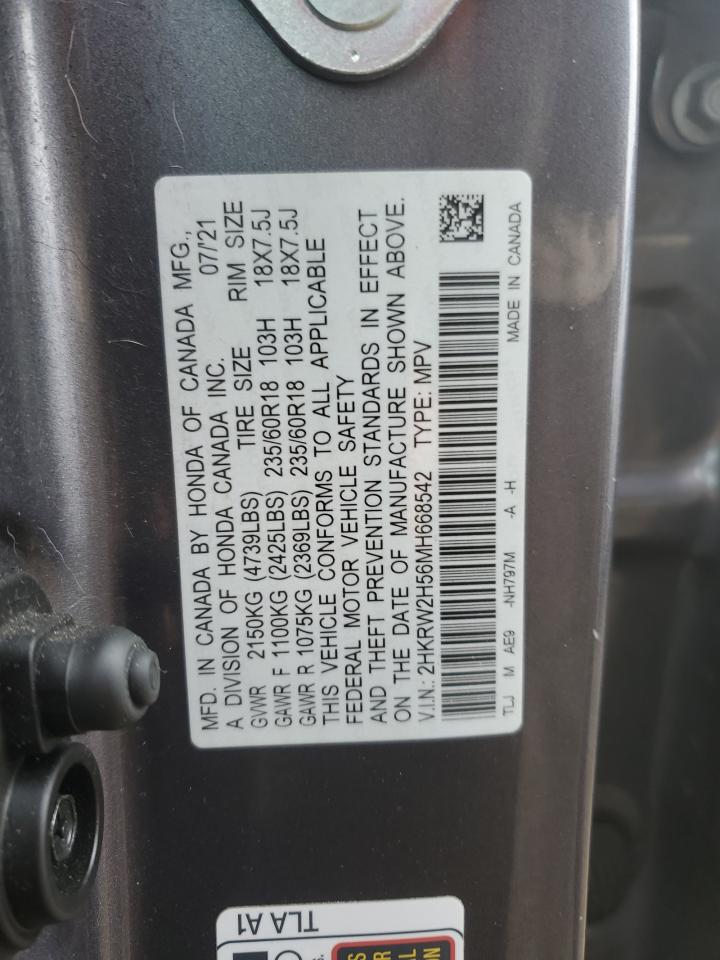 MFD. IN CANADA BY HONDA OF CANADA MFG.,
A DIVISION OF HONDA CANADA INC. 07/'21
GVWR 2150KG (4739LBS) TIRE SIZE RIM SIZE
GAWR F 1100KG (2425LBS) 235/60R18 103H 18X7.5J
GAWR R 1075KG (2369LBS) 235/60R18 103H 18X7.5J
THIS VEHICLE CONFORMS TO ALL APPLICABLE
FEDERAL MOTOR VEHICLE SAFETY
AND THEFT PREVENTION STANDARDS IN EFFECT
ON THE DATE OF MANUFACTURE SHOWN ABOVE.
V.I.N.: 2HKRW2H56MH668542 TYPE: MPV
TLJ M AE9 -NH797M -A -H MADE IN CANADA
TLA A1